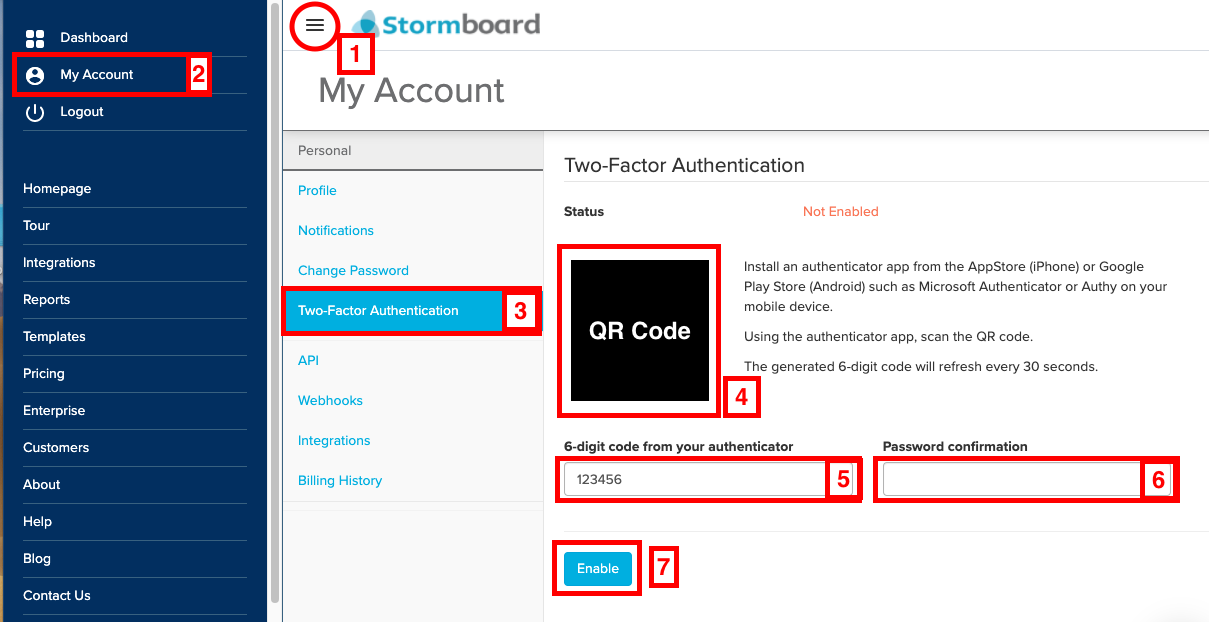 Dashboard
My Account
2
Logout
Homepage
Tour
Integrations
Reports
Templates
Pricing
Enterprise
Customers
About
Help
Blog
Contact Us
Stormboard
1
My Account
Personal
Profile
Notifications
Change Password
Two-Factor Authentication
3
API
Webhooks
Integrations
Billing History
Two-Factor Authentication
Status
Not Enabled
QR Code
4
Install an authenticator app from the AppStore (iPhone) or Google
Play Store (Android) such as Microsoft Authenticator or Authy on your
mobile device.
Using the authenticator app, scan the QR code.
The generated 6-digit code will refresh every 30 seconds.
6-digit code from your authenticator
123456
5
Password confirmation
6
Enable
7